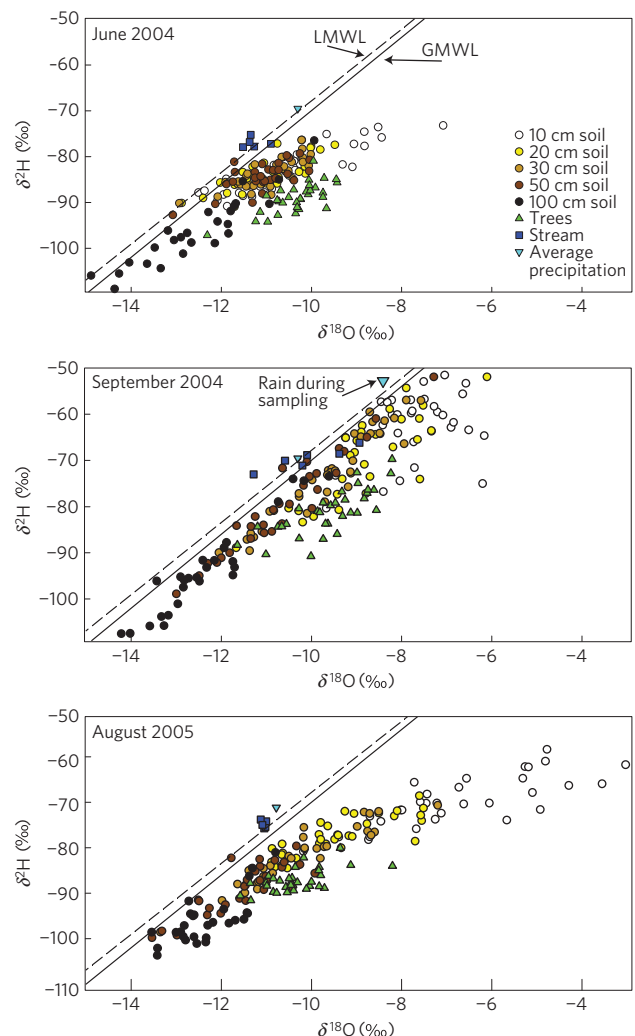 −50
June 2004
LMWL
GMWL
−60
−70
−80
−90
−100
δ²H (‰)
10 cm soil
20 cm soil
30 cm soil
50 cm soil
100 cm soil
Trees
Stream
Average
precipitation
−14 −12 −10 −8 −6 −4
δ¹⁸O (‰)
−50
September 2004
Rain during
sampling
−60
−70
−80
−90
−100
δ²H (‰)
−14 −12 −10 −8 −6 −4
δ¹⁸O (‰)
−50
August 2005
−60
−70
−80
−90
−100
−110
δ²H (‰)
−14 −12 −10 −8 −6 −4
δ¹⁸O (‰)